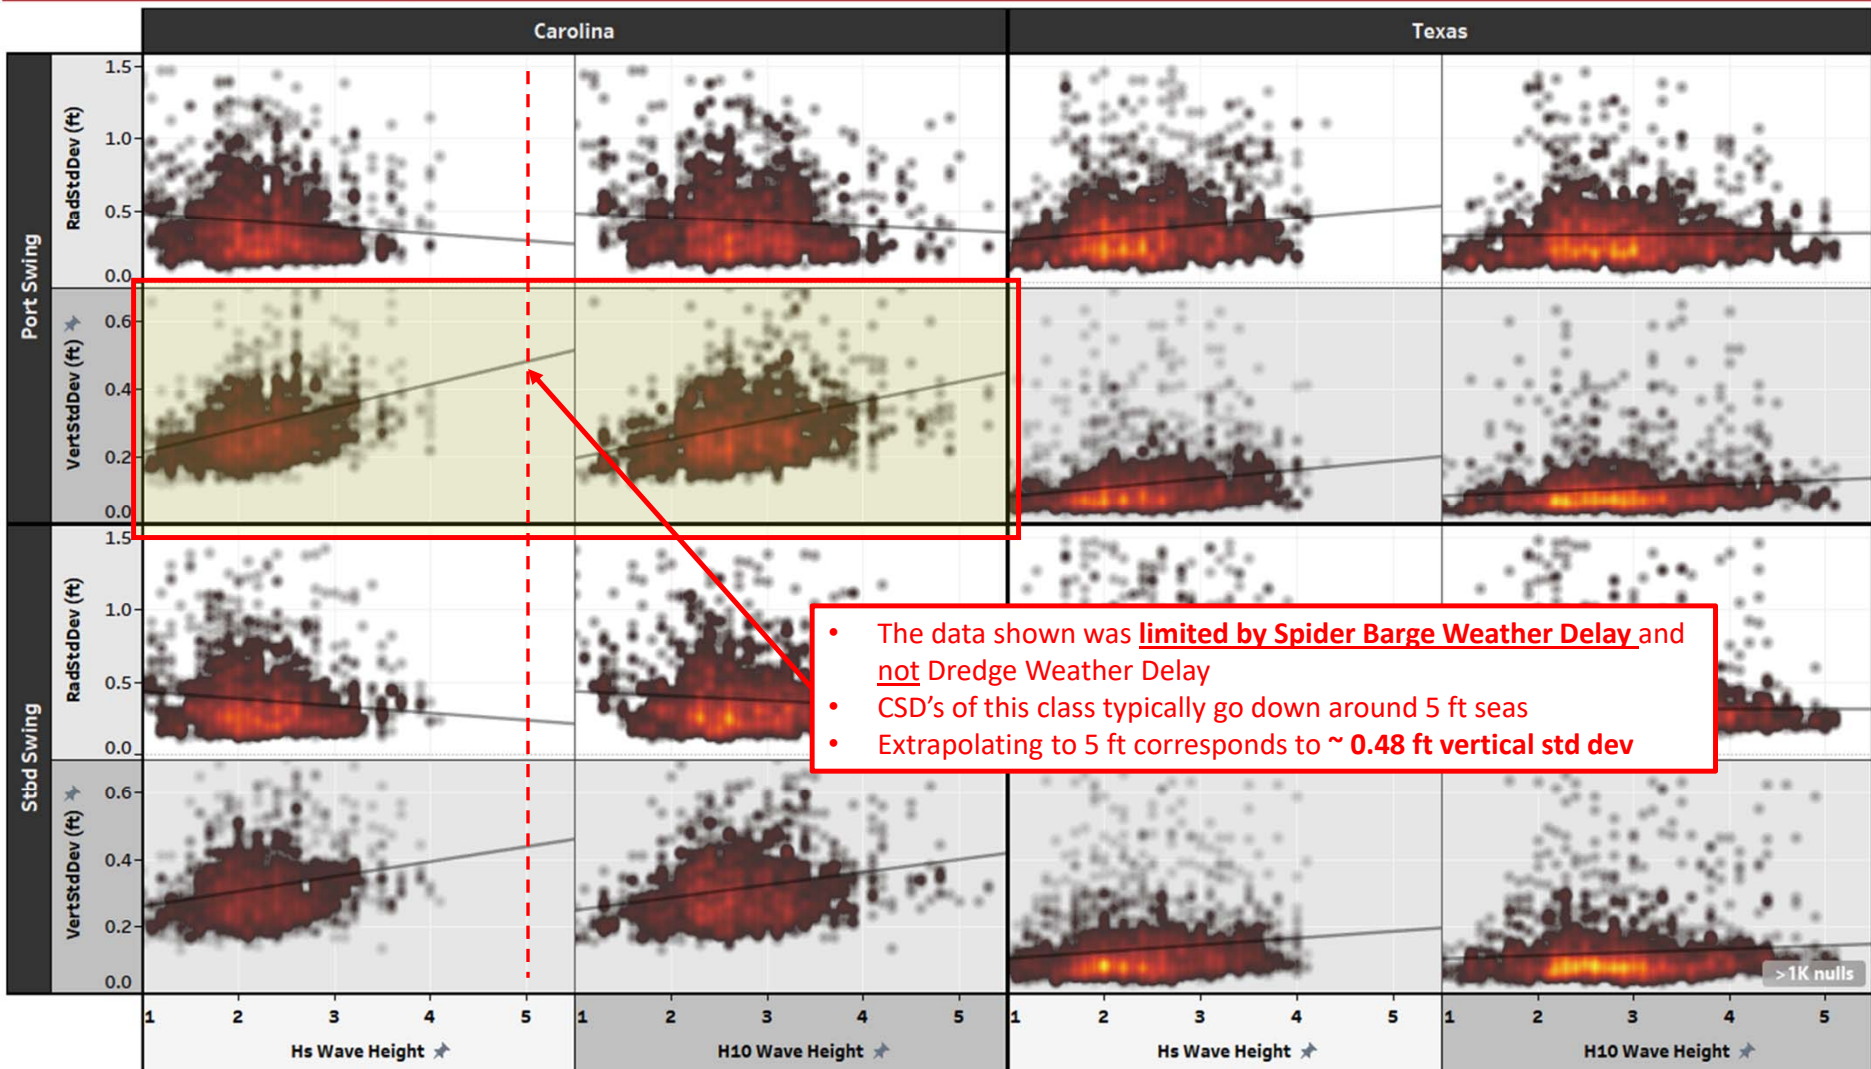 Carolina
Texas
Port Swing
RadStdDev (ft)
1.5
1.0
0.5
0.0
VertStdDev (ft)
0.6
0.4
0.2
0.0
Stbd Swing
RadStdDev (ft)
1.5
1.0
0.5
0.0
VertStdDev (ft)
0.6
0.4
0.2
0.0
• The data shown was limited by Spider Barge Weather Delay and
not Dredge Weather Delay
• CSD's of this class typically go down around 5 ft seas
• Extrapolating to 5 ft corresponds to ~ 0.48 ft vertical std dev
>1K nulls
1 2 3 4 5 1 2 3 4 5 1 2 3 4 5 1 2 3 4 5
Hs Wave Height H10 Wave Height Hs Wave Height H10 Wave Height